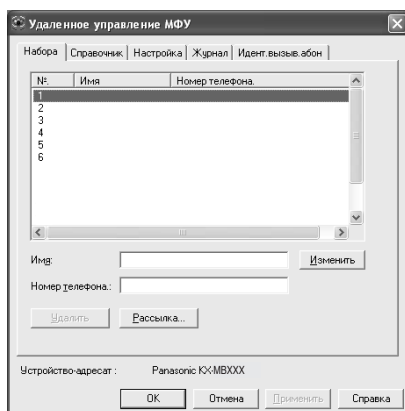 Удаленное управление МФУ
Набора Справочник Настройка Журнал Идент.вызыв.абон
№. Имя Номер телефона.
1
2
3
4
5
6
Имя: Изменить
Номер телефона.:
Удалить Рассылка...
Устройство-адресат : Panasonic KX-MBXXX
OK Отмена Применить Справка